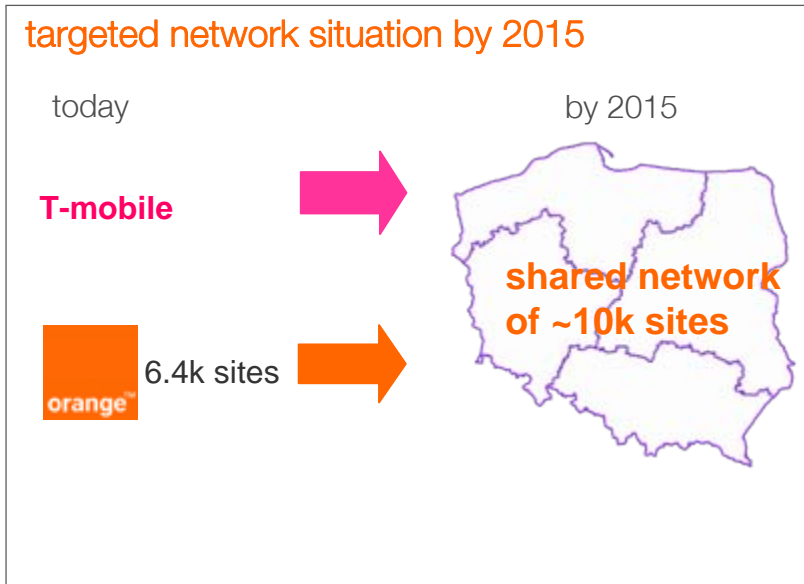 targeted network situation by 2015
today
by 2015
T-mobile
shared network
of ~10k sites
6.4k sites
orange™